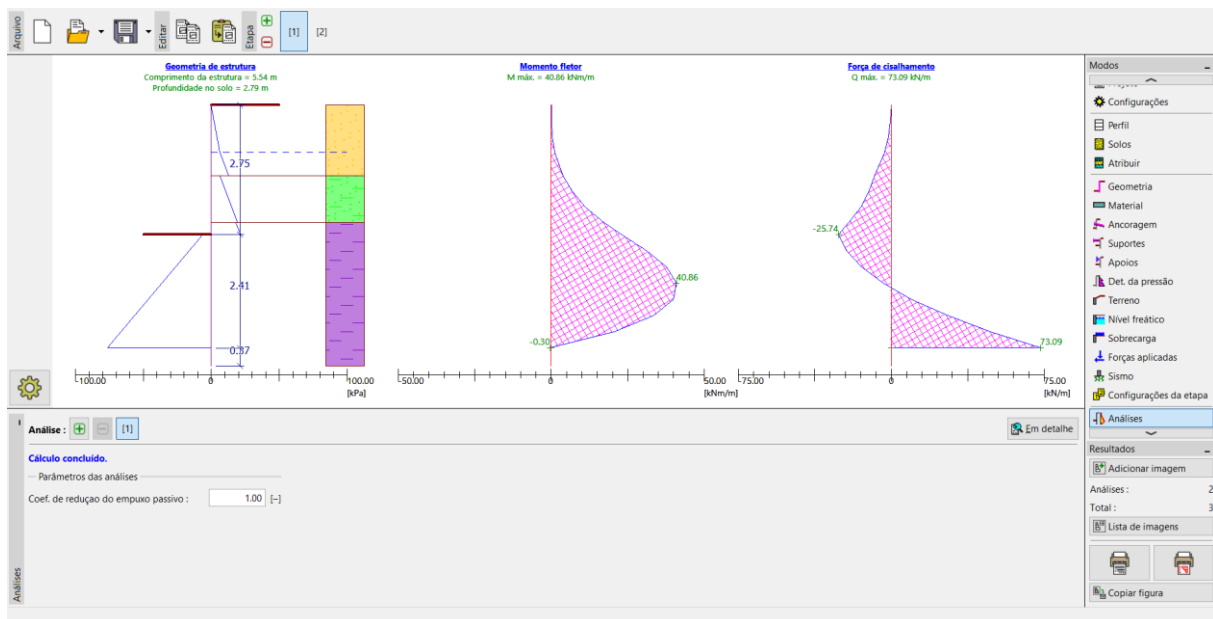 Arquivo
Editar
Etapa
[1]
[2]
Geometria de estrutura
Comprimento da estrutura = 5.54 m
Profundidade no solo = 2.79 m
Momento fletor
M máx. = 40.86 kNm/m
Força de cisalhamento
Q máx. = 73.09 kN/m
2.75
2.41
0.37
-100.00
0
100.00
[kPa]
40.86
-0.30
-50.00
0
50.00
[kNm/m]
-25.74
73.09
-75.00
0
75.00
[kN/m]
Modos
Projeto
Configurações
Perfil
Solos
Atribuir
Geometria
Material
Ancoragem
Suportes
Apoios
Det. da pressão
Terreno
Nível freático
Sobrecarga
Forças aplicadas
Sismo
Configurações da etapa
Análises
Análise :
[1]
Em detalhe
Cálculo concluído.
Parâmetros das análises
Coef. de reduçao do empuxo passivo :
1.00
[–]
Análises
Resultados
Adicionar imagem
Análises :
2
Total :
3
Lista de imagens
Copiar figura